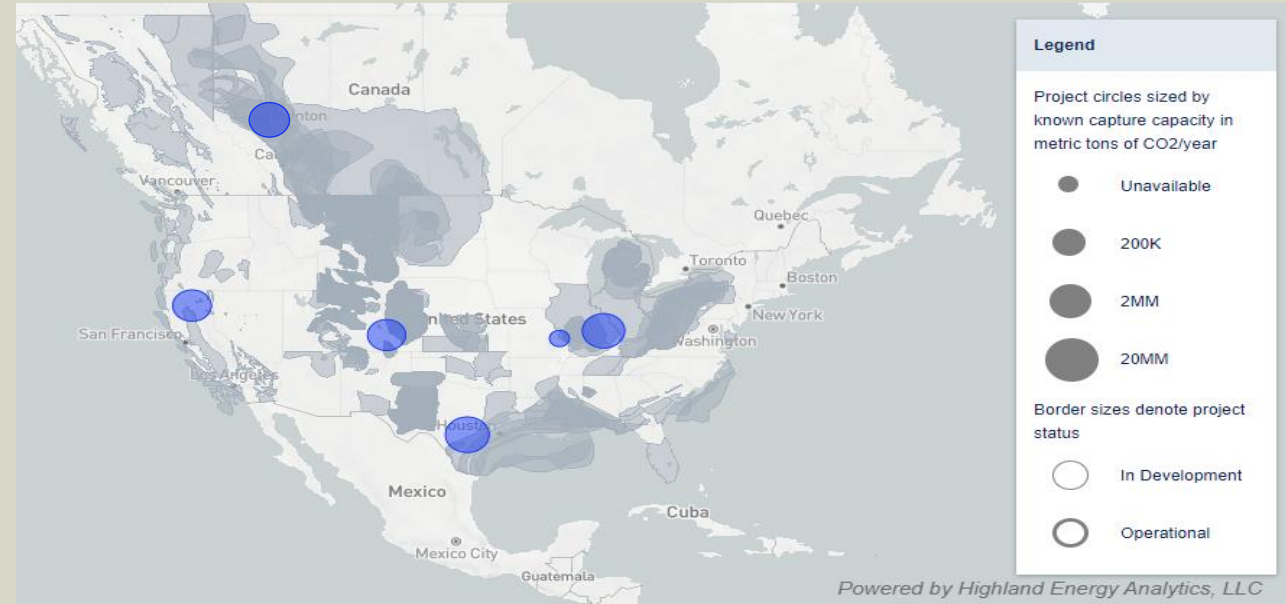 Canada
Vancouver
Quebec
Toronto
Boston
New York
United States
Washington
San Francisco
Los Angeles
Houston
Mexico
Cuba
Mexico City
Guatemala
Legend
Project circles sized by
known capture capacity in
metric tons of CO2/year
Unavailable
200K
2MM
20MM
Border sizes denote project
status
In Development
Operational
Powered by Highland Energy Analytics, LLC